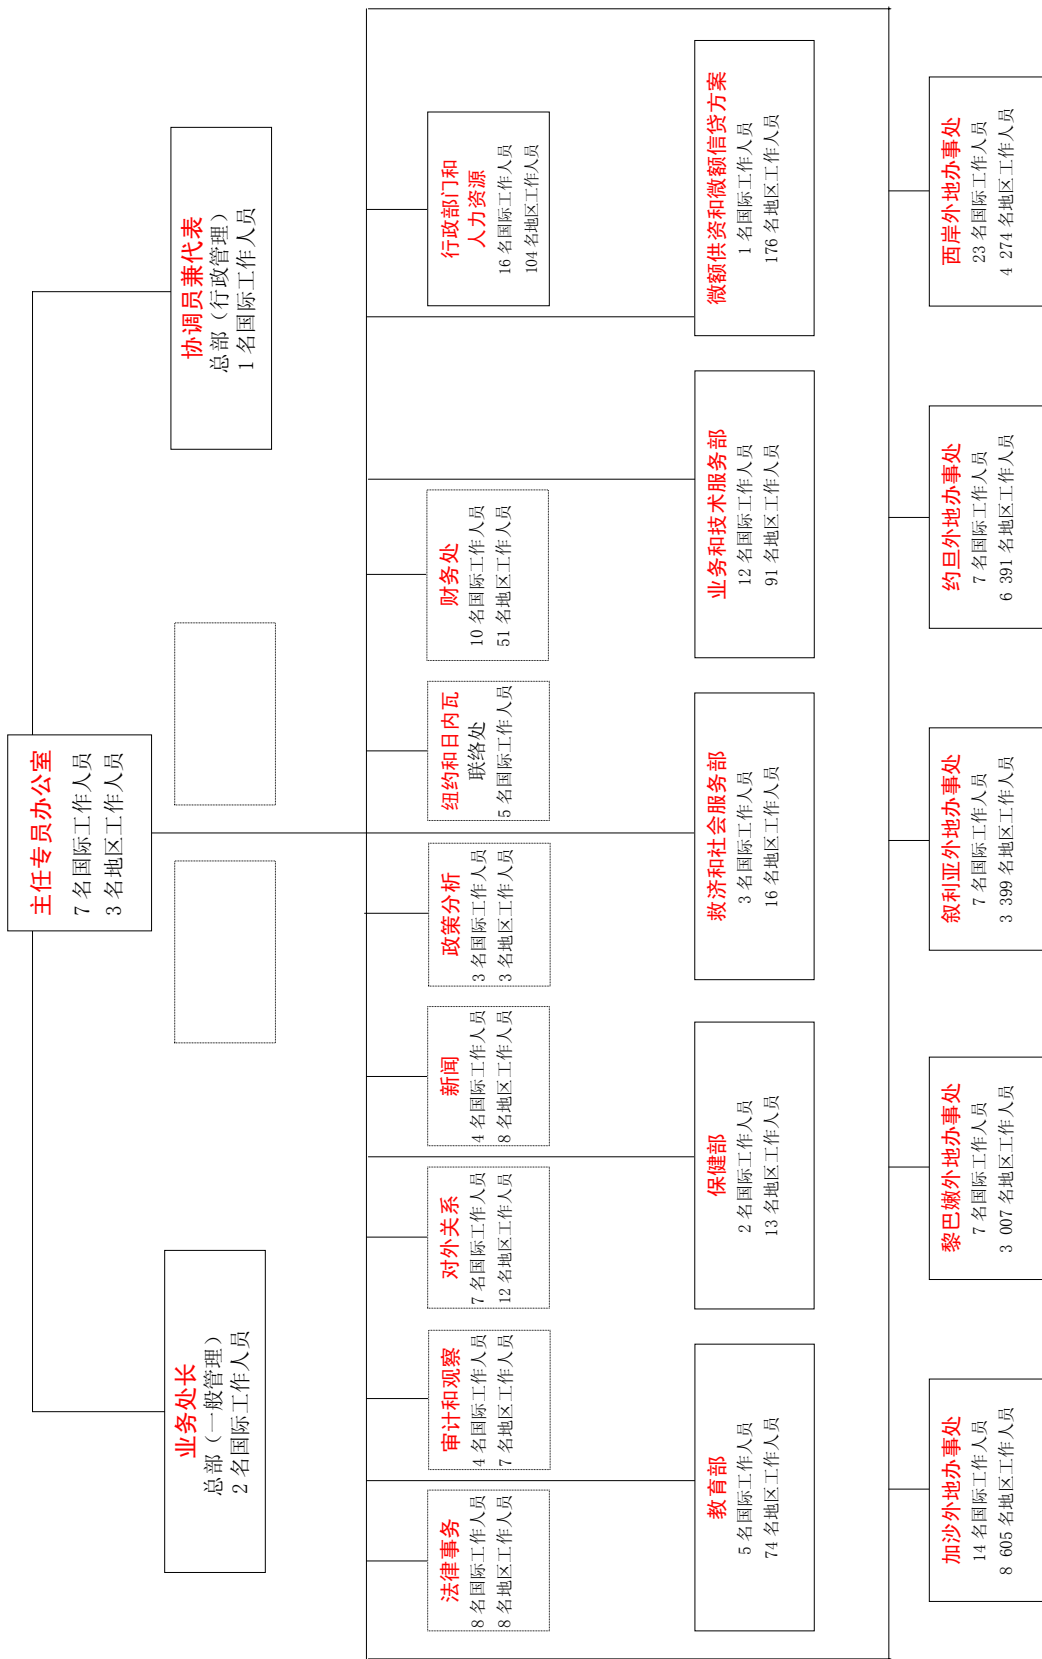 主任专员办公室
7 名国际工作人员
3 名地区工作人员
业务处长
总部（一般管理）
2 名国际工作人员
协调员兼代表
总部（行政管理）
1 名国际工作人员
法律事务
8 名国际工作人员
8 名地区工作人员
审计和观察
4 名国际工作人员
7 名地区工作人员
对外关系
7 名国际工作人员
12 名地区工作人员
新闻
4 名国际工作人员
8 名地区工作人员
政策分析
3 名国际工作人员
3 名地区工作人员
纽约和日内瓦
联络处
5 名国际工作人员
财务处
10 名国际工作人员
51 名地区工作人员
行政部门和
人力资源
16 名国际工作人员
104 名地区工作人员
教育部
5 名国际工作人员
74 名地区工作人员
保健部
2 名国际工作人员
13 名地区工作人员
救济和社会服务部
3 名国际工作人员
16 名地区工作人员
业务和技术服务部
12 名国际工作人员
91 名地区工作人员
微额供资和微额信贷方案
1 名国际工作人员
176 名地区工作人员
加沙外地办事处
14 名国际工作人员
8 605 名地区工作人员
黎巴嫩外地办事处
7 名国际工作人员
3 007 名地区工作人员
叙利亚外地办事处
7 名国际工作人员
3 399 名地区工作人员
约旦外地办事处
7 名国际工作人员
6 391 名地区工作人员
西岸外地办事处
23 名国际工作人员
4 274 名地区工作人员